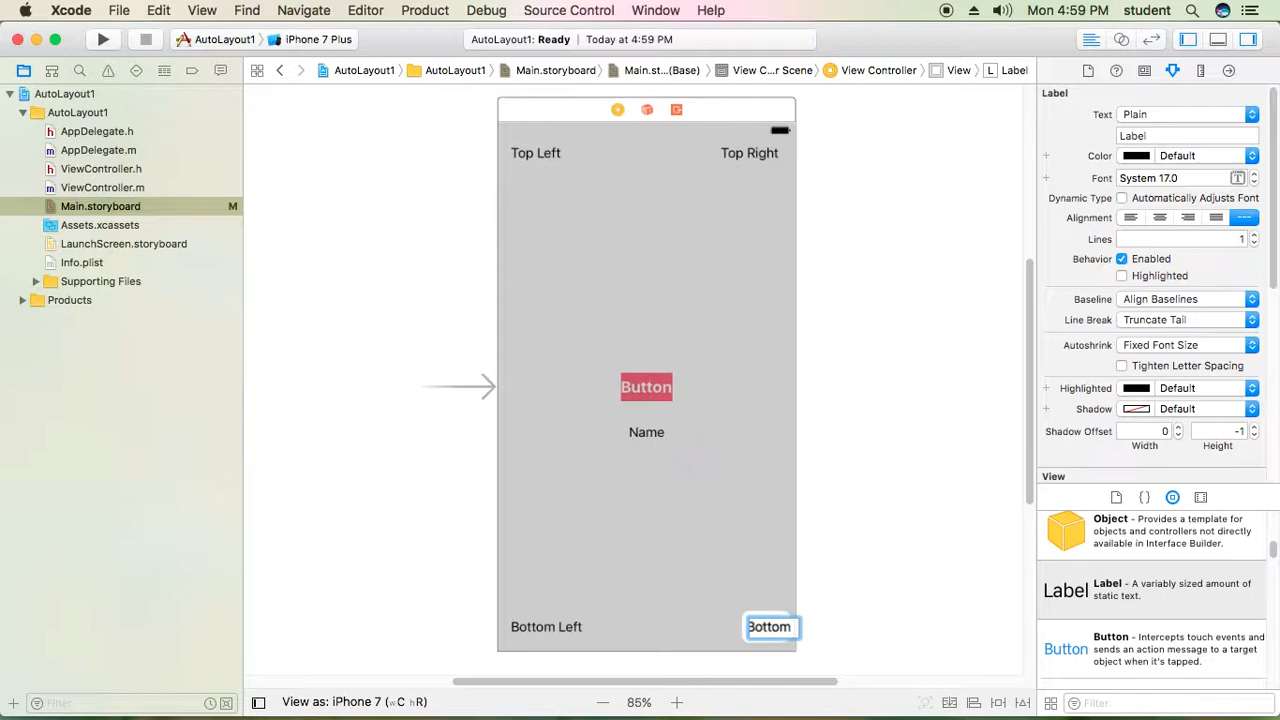 Xcode File Edit View Find Navigate Editor Product Debug Source Control Window Help Mon 4:59 PM student
AutoLayout1 iPhone 7 Plus AutoLayout1: Ready Today at 4:59 PM
AutoLayout1 AutoLayout1 Main.storyboard Main.st...(Base) View C...r Scene View Controller View L Label
AutoLayout1
AutoLayout1
h AppDelegate.h
m AppDelegate.m
h ViewController.h
m ViewController.m
Main.storyboard M
Assets.xcassets
LaunchScreen.storyboard
Info.plist
Supporting Files
Products
Filter
Top Left Top Right
Button
Name
Bottom Left Bottom
View as: iPhone 7 (wC hR) — 85% +
Label
Text Plain
Label
Color Default
Font System 17.0 T
Dynamic Type Automatically Adjusts Font
Alignment ---
Lines 1
Behavior Enabled
Highlighted
Baseline Align Baselines
Line Break Truncate Tail
Autoshrink Fixed Font Size
Tighten Letter Spacing
Highlighted Default
Shadow Default
Shadow Offset 0 -1
Width Height
View
Object - Provides a template for
objects and controllers not directly
available in Interface Builder.
Label Label - A variably sized amount of
static text.
Button Button - Intercepts touch events and
sends an action message to a target
object when it's tapped.
Filter